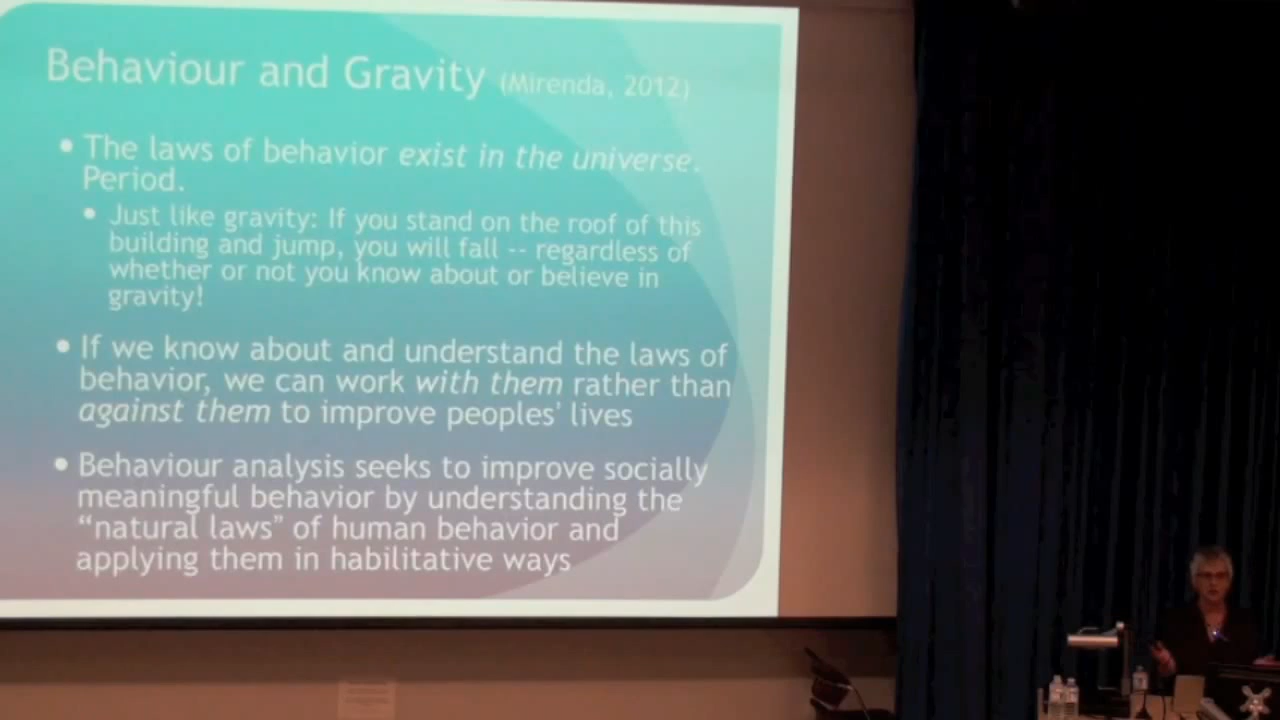 Behaviour and Gravity (Mirenda, 2012)
• The laws of behavior exist in the universe.
Period.
• Just like gravity: If you stand on the roof of this
building and jump, you will fall -- regardless of
whether or not you know about or believe in
gravity!
• If we know about and understand the laws of
behavior, we can work with them rather than
against them to improve peoples' lives
• Behaviour analysis seeks to improve socially
meaningful behavior by understanding the
“natural laws” of human behavior and
applying them in habilitative ways